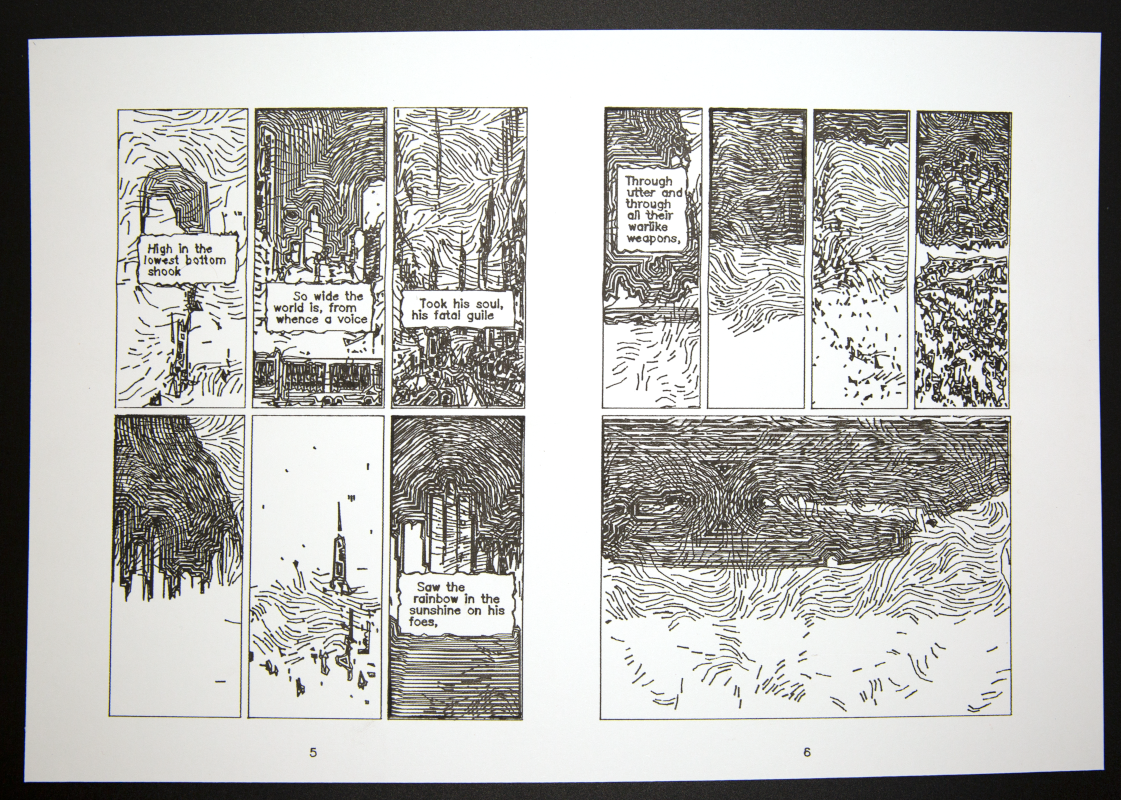 High in the
lowest bottom
shook
So wide the
world is, from
whence a voice
Took his soul,
his fatal guile
Saw the
rainbow in the
sunshine on his
foes,
5
Through
utter and
through
all their
warlike
weapons,
6